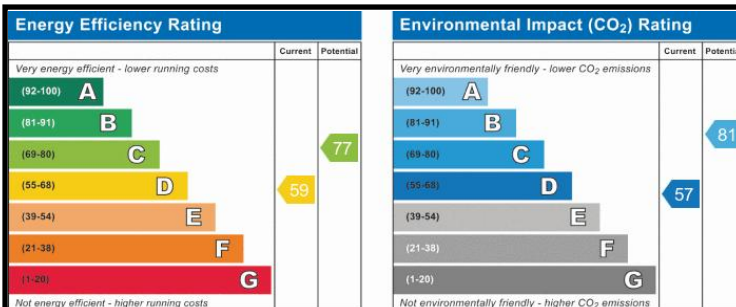 Energy Efficiency Rating
Current Potential
Very energy efficient - lower running costs
(92-100) A
(81-91) B
(69-80) C
77
(55-68) D
59
(39-54) E
(21-38) F
(1-20) G
Not energy efficient - higher running costs
Environmental Impact (CO₂) Rating
Current Potential
Very environmentally friendly - lower CO₂ emissions
(92-100) A
(81-91) B
81
(69-80) C
(55-68) D
57
(39-54) E
(21-38) F
(1-20) G
Not environmentally friendly - higher CO₂ emissions